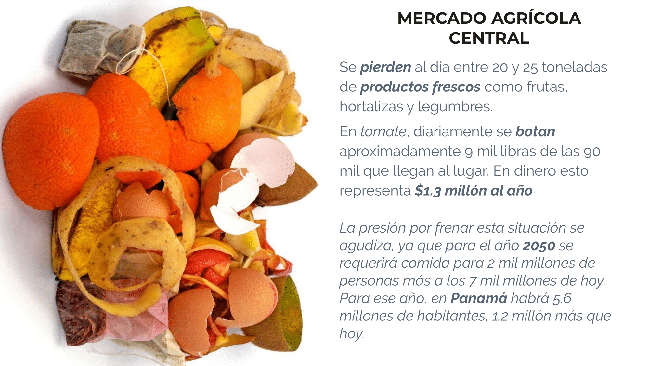 MERCADO AGRÍCOLA
CENTRAL
Se pierden al día entre 20 y 25 toneladas
de productos frescos como frutas,
hortalizas y legumbres.
En tomate, diariamente se botan
aproximadamente 9 mil libras de las 90
mil que llegan al lugar. En dinero esto
representa $1.3 millón al año
La presión por frenar esta situación se
agudiza, ya que para el año 2050 se
requerirá comida para 2 mil millones de
personas más a los 7 mil millones de hoy.
Para ese año, en Panamá habrá 5.6
millones de habitantes, 1.2 millón más que
hoy.